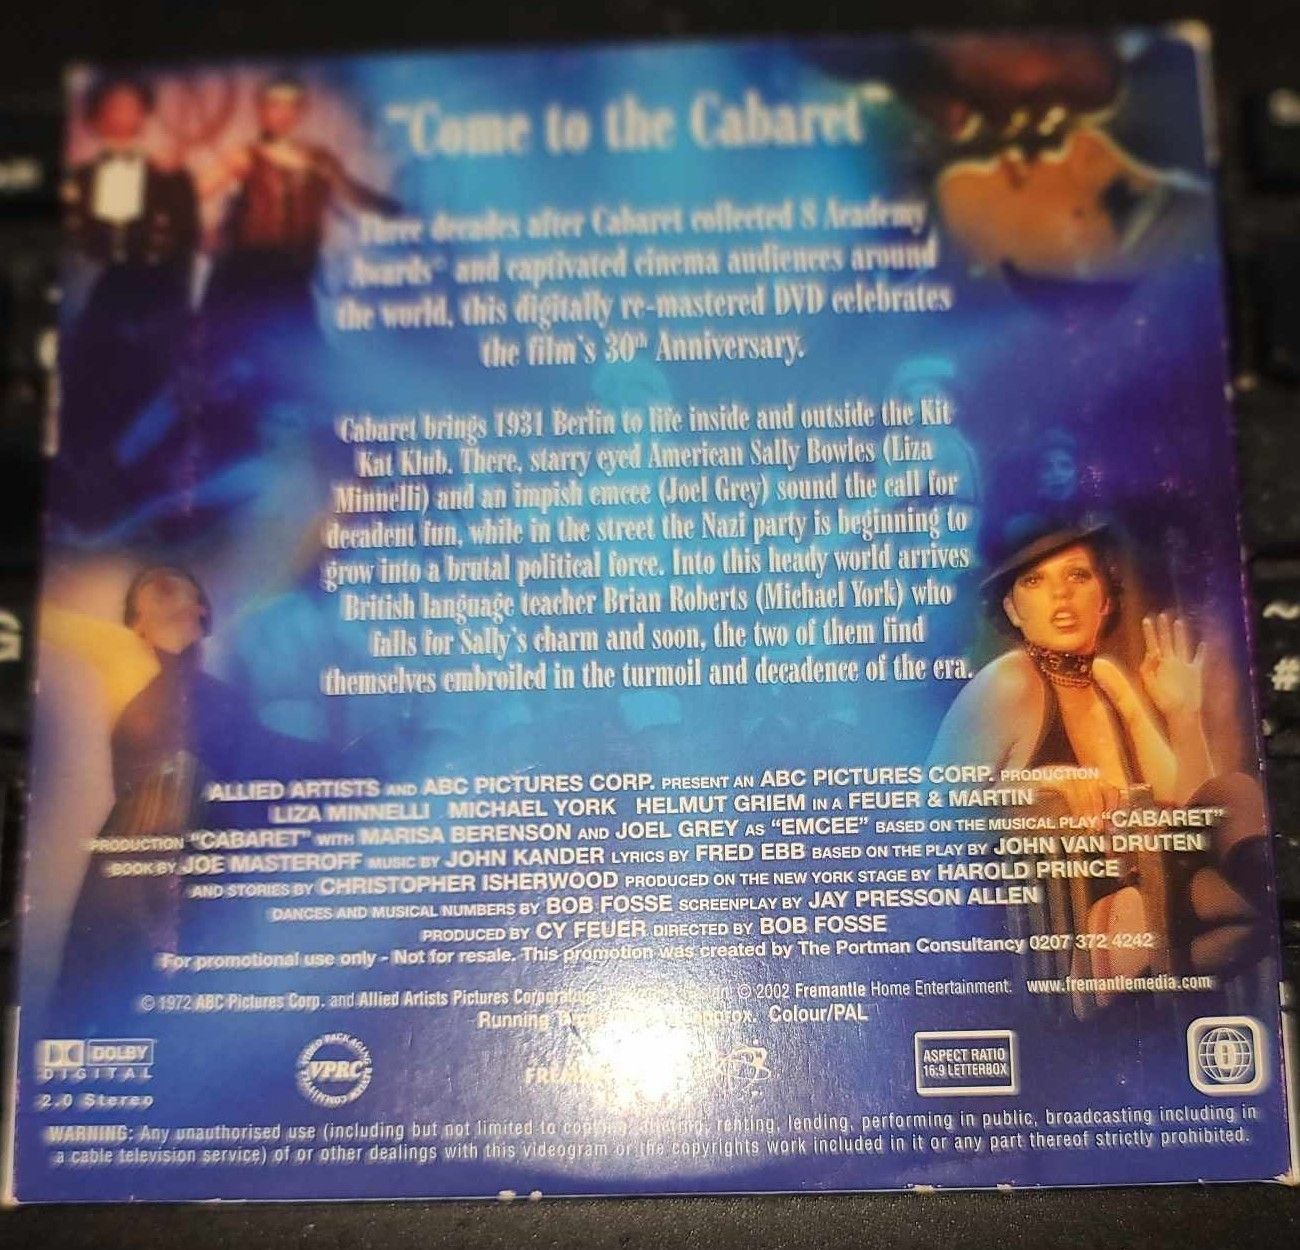 "Come to the Cabaret"
Three decades after Cabaret collected 8 Academy
Awards and captivated cinema audiences around
the world, this digitally re-mastered DVD celebrates
the film's 30th Anniversary.
Cabaret brings 1931 Berlin to life inside and outside the Kit
Kat Klub. There, starry eyed American Sally Bowles (Liza
Minnelli) and an impish emcee (Joel Grey) sound the call for
decadent fun, while in the street the Nazi party is beginning to
grow into a brutal political force. Into this heady world arrives
British language teacher Brian Roberts (Michael York) who
falls for Sally's charm and soon, the two of them find
themselves embroiled in the turmoil and decadence of the era.
ALLIED ARTISTS AND ABC PICTURES CORP. PRESENT AN ABC PICTURES CORP. PRODUCTION
LIZA MINNELLI MICHAEL YORK HELMUT GRIEM IN A FEUER & MARTIN
PRODUCTION "CABARET" WITH MARISA BERENSON AND JOEL GREY AS "EMCEE" BASED ON THE MUSICAL PLAY "CABARET"
BOOK BY JOE MASTEROFF MUSIC BY JOHN KANDER LYRICS BY FRED EBB BASED ON THE PLAY BY JOHN VAN DRUTEN
AND STORIES BY CHRISTOPHER ISHERWOOD PRODUCED ON THE NEW YORK STAGE BY HAROLD PRINCE
DANCES AND MUSICAL NUMBERS BY BOB FOSSE SCREENPLAY BY JAY PRESSON ALLEN
PRODUCED BY CY FEUER DIRECTED BY BOB FOSSE
For promotional use only - Not for resale. This promotion was created by The Portman Consultancy 0207 372 4242
© 1972 ABC Pictures Corp. and Allied Artists Pictures © 2002 Fremantle Home Entertainment. www.fremantlemedia.com
Running Colour/PAL
DOLBY
DIGITAL
2.0 Stereo
VPRC
ASPECT RATIO
16:9 LETTERBOX
0
WARNING: Any unauthorised use (including but not limited to renting, lending, performing in public, broadcasting including in
a cable television service) of or other dealings with this videogram or the copyrights work included in it or any part thereof strictly prohibited.
~
#